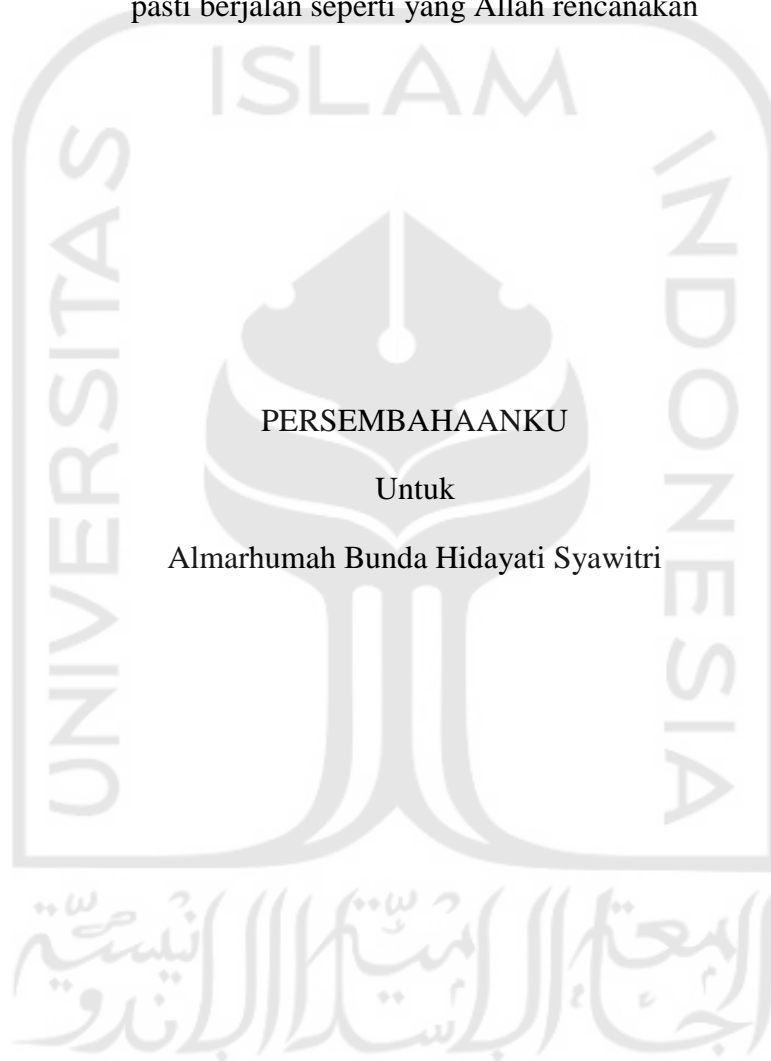 pasti berjalan seperti yang Allah rencanakan
ISLAM
UNIVERSITAS
INDONESIA
PERSEMBAHAANKU
Untuk
Almarhumah Bunda Hidayati Syawitri